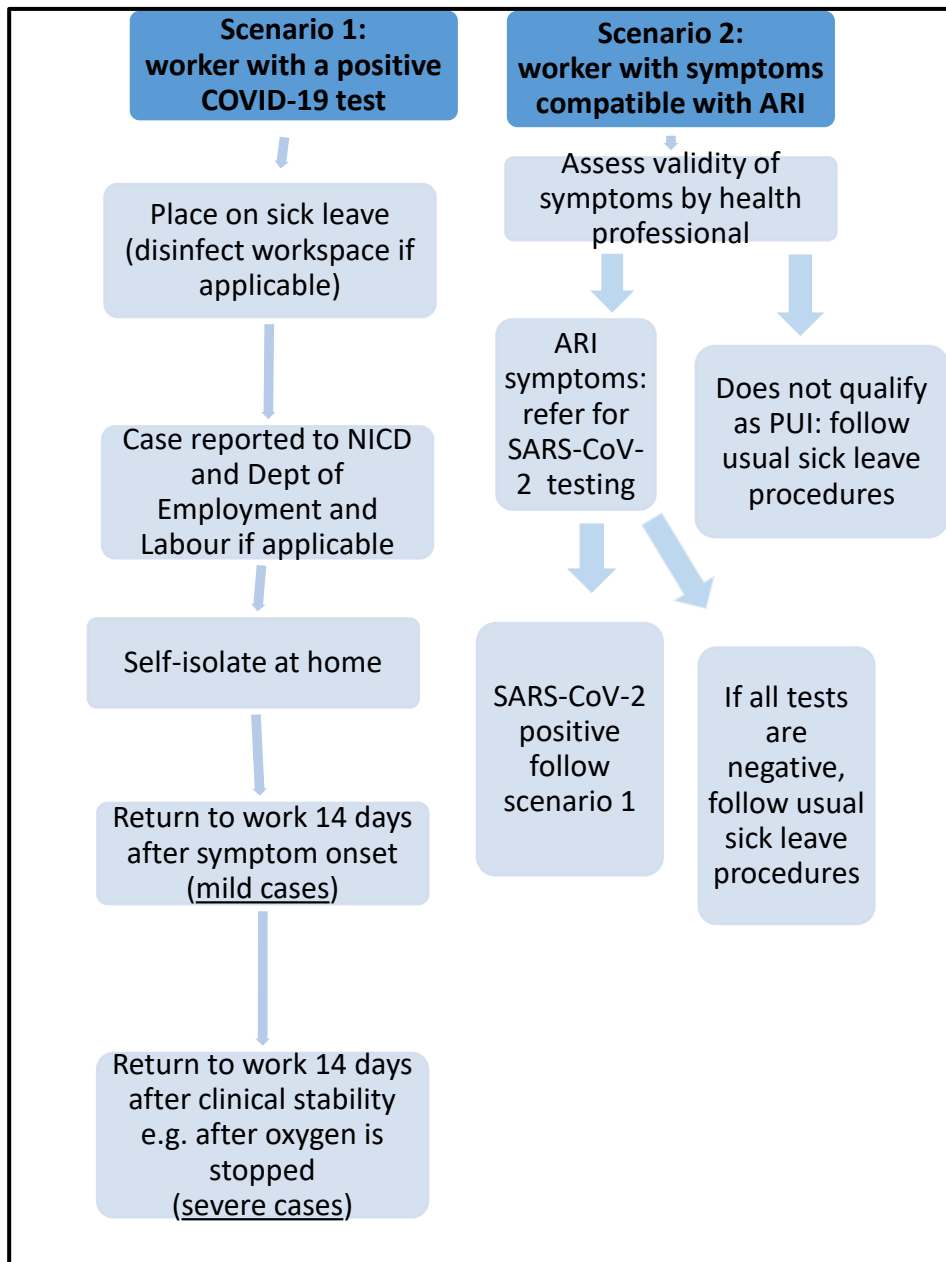 Scenario 1:
worker with a positive
COVID-19 test
Place on sick leave
(disinfect workspace if
applicable)
Case reported to NICD
and Dept of
Employment and
Labour if applicable
Self-isolate at home
Return to work 14 days
after symptom onset
(mild cases)
Return to work 14 days
after clinical stability
e.g. after oxygen is
stopped
(severe cases)
Scenario 2:
worker with symptoms
compatible with ARI
Assess validity of
symptoms by health
professional
ARI
symptoms:
refer for
SARS-CoV-
2 testing
Does not qualify
as PUI: follow
usual sick leave
procedures
SARS-CoV-2
positive
follow
scenario 1
If all tests
are
negative,
follow usual
sick leave
procedures